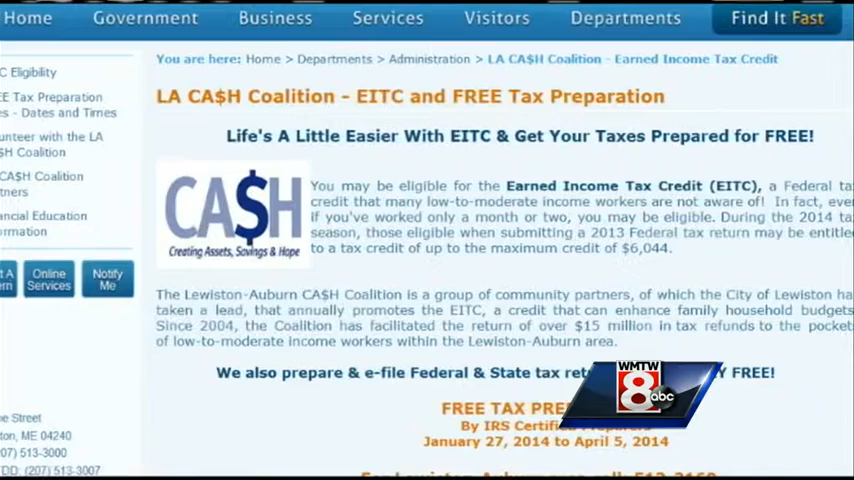 Home Government Business Services Visitors Departments Find It Fast
You are here: Home > Departments > Administration > LA CA$H Coalition - Earned Income Tax Credit
C Eligibility
EE Tax Preparation
es - Dates and Times
unteer with the LA
$H Coalition
CA$H Coalition
tners
ancial Education
ormation
LA CA$H Coalition - EITC and FREE Tax Preparation
Life's A Little Easier With EITC & Get Your Taxes Prepared for FREE!
CA$H
Creating Assets, Savings & Hope
You may be eligible for the Earned Income Tax Credit (EITC), a Federal ta
credit that many low-to-moderate income workers are not aware of! In fact, eve
if you've worked only a month or two, you may be eligible. During the 2014 ta
season, those eligible when submitting a 2013 Federal tax return may be entitle
to a tax credit of up to the maximum credit of $6,044.
Online Services
Notify Me
The Lewiston-Auburn CA$H Coalition is a group of community partners, of which the City of Lewiston ha
taken a lead, that annually promotes the EITC, a credit that can enhance family household budgets
Since 2004, the Coalition has facilitated the return of over $15 million in tax refunds to the pocket
of low-to-moderate income workers within the Lewiston-Auburn area.
We also prepare & e-file Federal & State tax retu Y FREE!
FREE TAX PRE
By IRS Certified Preparers
January 27, 2014 to April 5, 2014
WMTW
8
abc
ne Street
ton, ME 04240
07) 513-3000
DD: (207) 513-3007